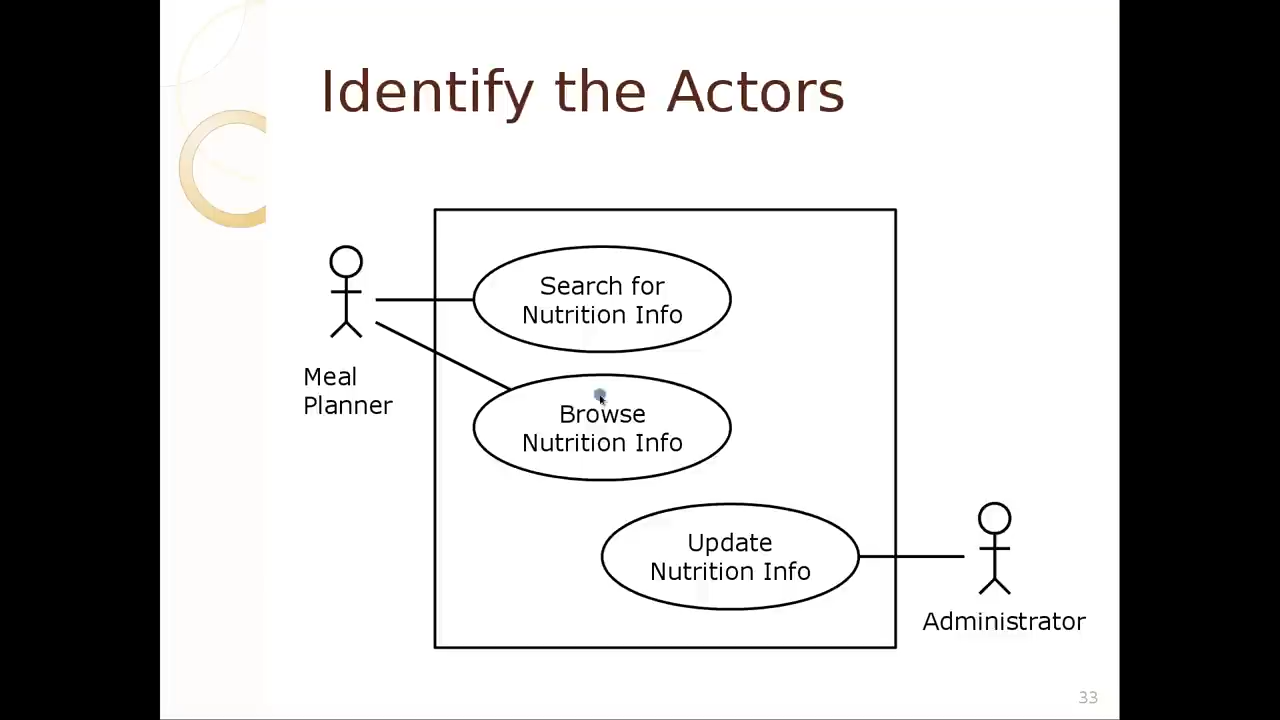 Identify the Actors
Search for
Nutrition Info
Meal
Planner
Browse
Nutrition Info
Update
Nutrition Info
Administrator
33